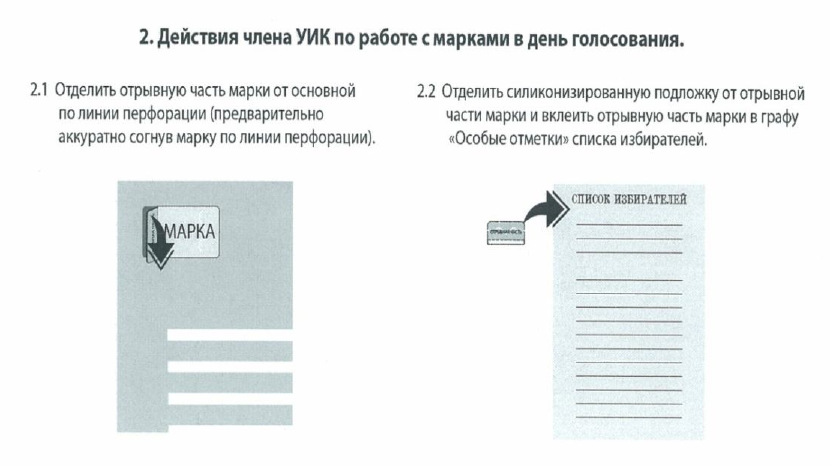 2. Действия члена УИК по работе с марками в день голосования.
2.1 Отделить отрывную часть марки от основной
по линии перфорации (предварительно
аккуратно согнув марку по линии перфорации).
2.2 Отделить силиконизированную подложку от отрывной
части марки и вклеить отрывную часть марки в графу
«Особые отметки» списка избирателей.
МАРКА
СПИСОК ИЗБИРАТЕЛЕЙ